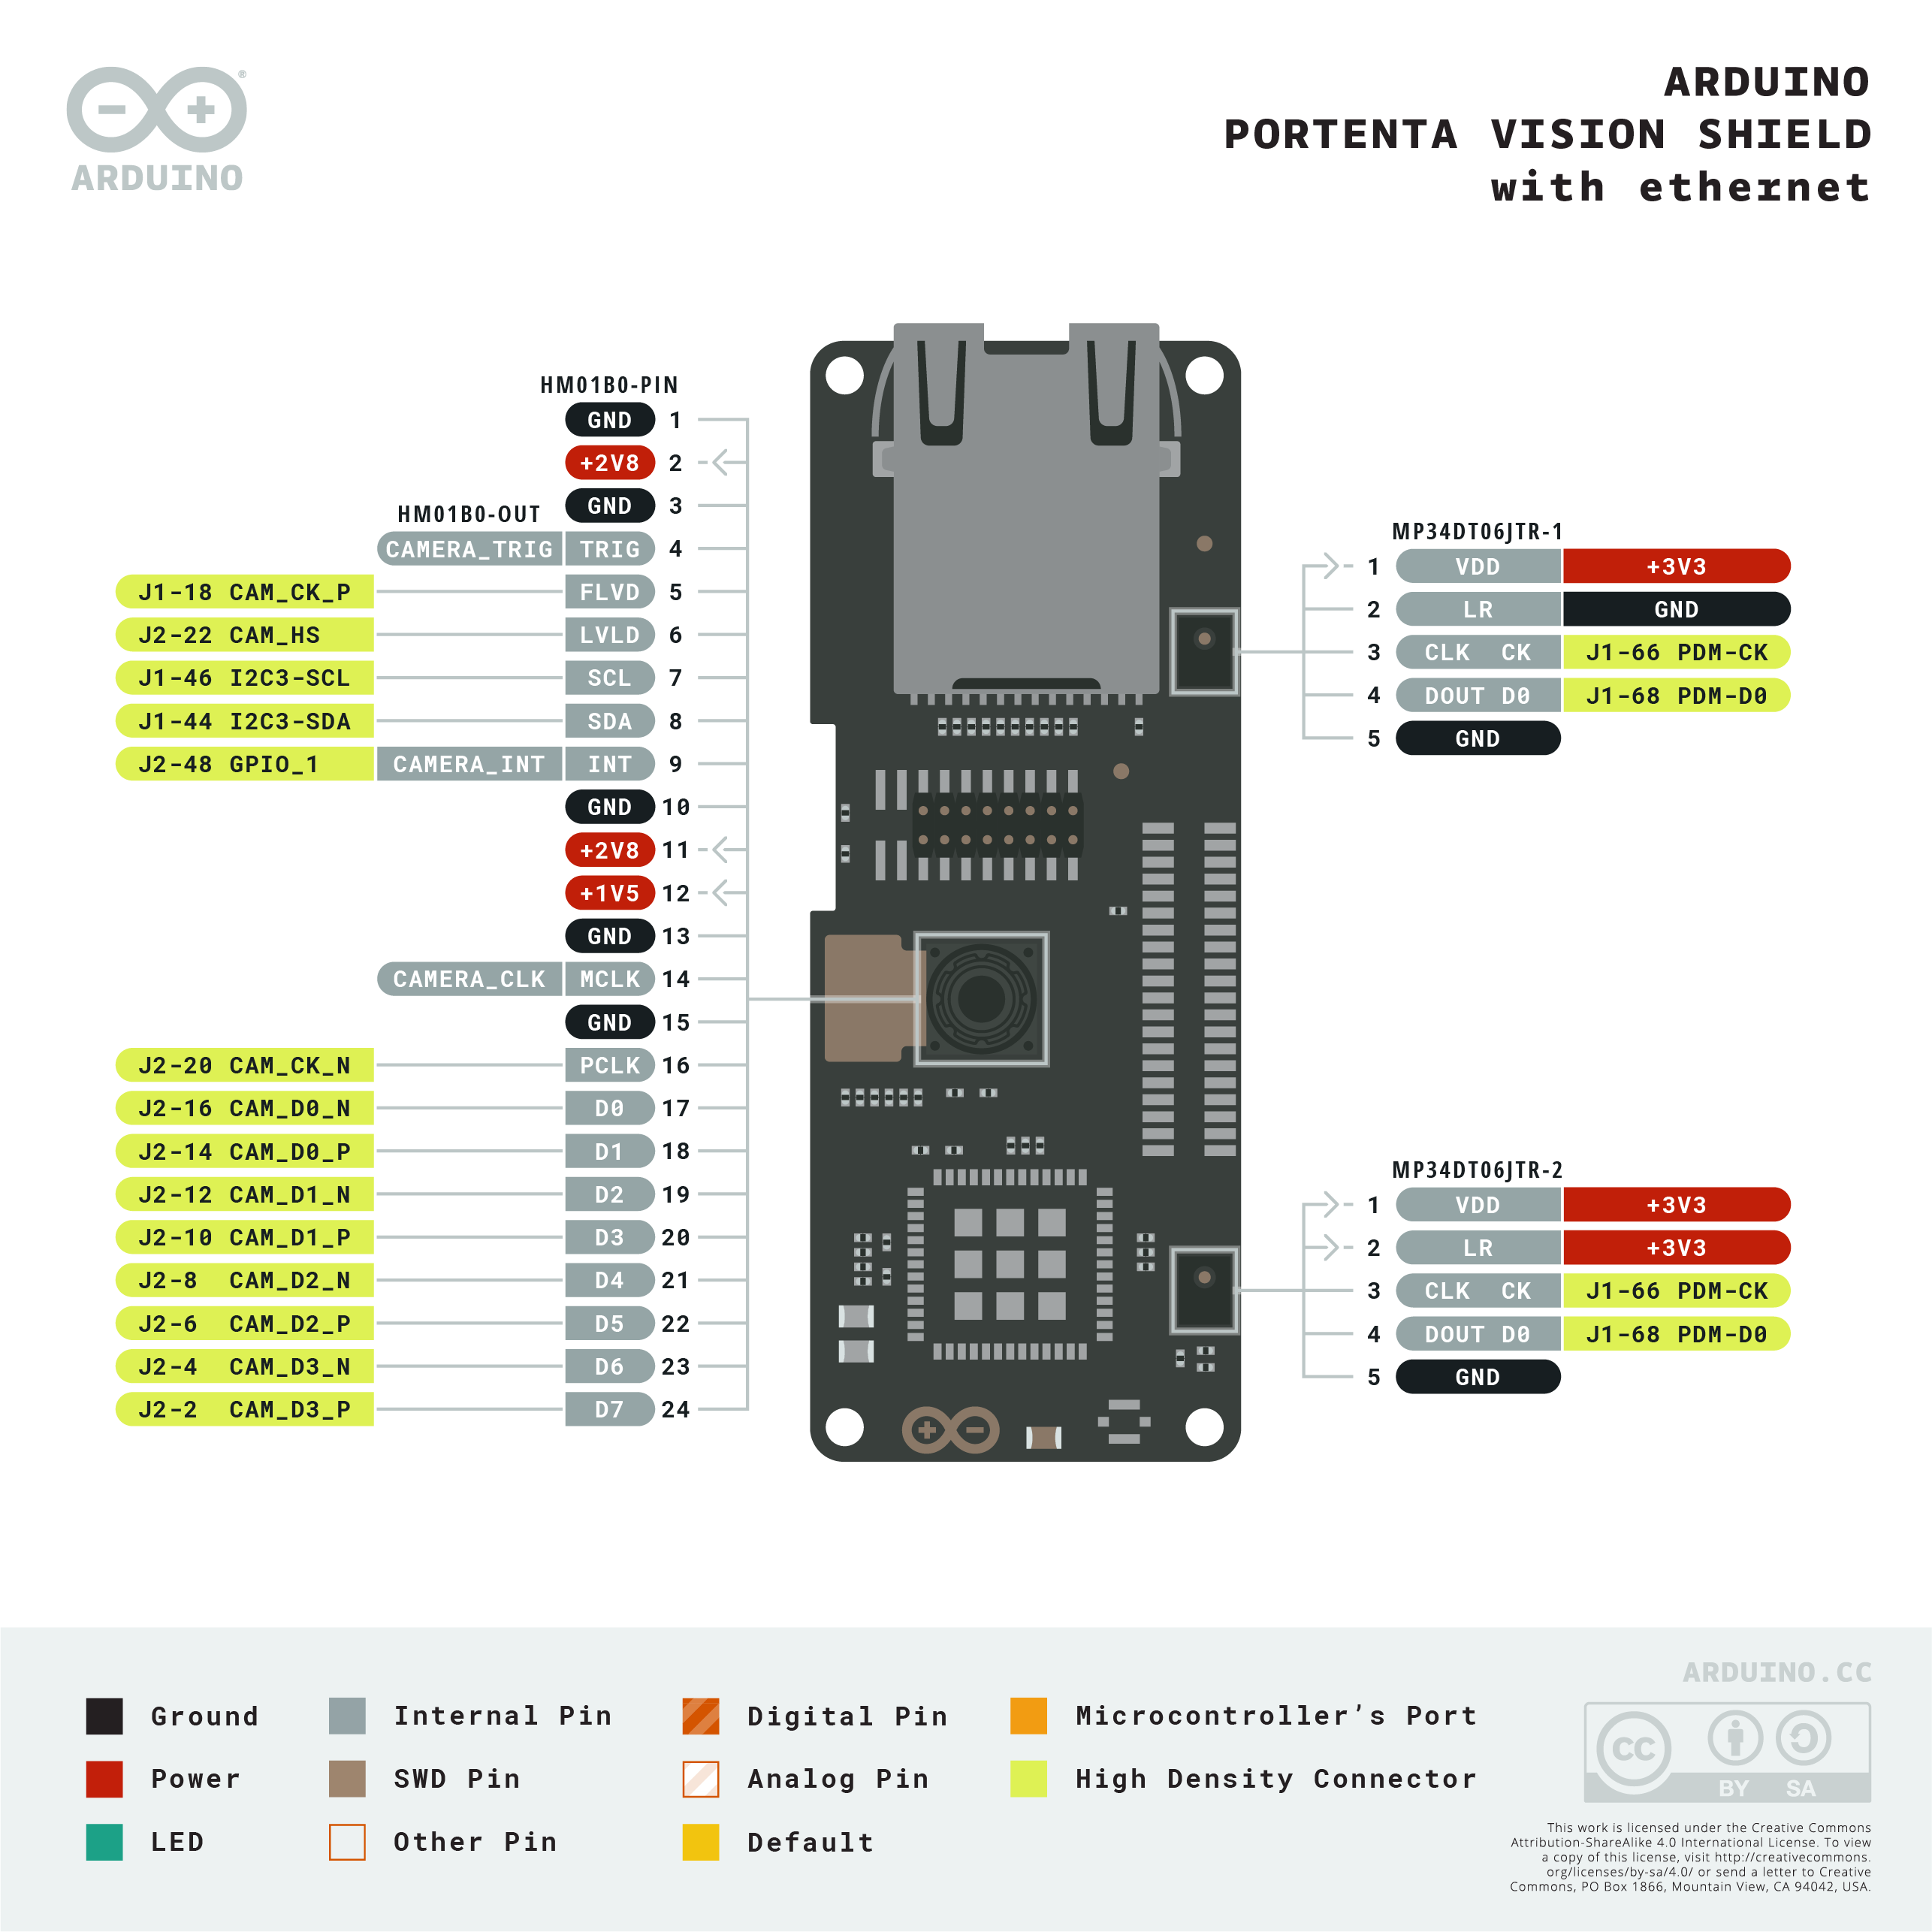 ARDUINO
ARDUINO
PORTENTA VISION SHIELD
with ethernet
HM01B0-PIN
GND 1
+2V8 2
GND 3
HM01B0-OUT
CAMERA_TRIG TRIG 4
J1-18 CAM_CK_P FLVD 5
J2-22 CAM_HS LVLD 6
J1-46 I2C3-SCL SCL 7
J1-44 I2C3-SDA SDA 8
J2-48 GPIO_1 CAMERA_INT INT 9
GND 10
+2V8 11
+1V5 12
GND 13
CAMERA_CLK MCLK 14
GND 15
J2-20 CAM_CK_N PCLK 16
J2-16 CAM_D0_N D0 17
J2-14 CAM_D0_P D1 18
J2-12 CAM_D1_N D2 19
J2-10 CAM_D1_P D3 20
J2-8 CAM_D2_N D4 21
J2-6 CAM_D2_P D5 22
J2-4 CAM_D3_N D6 23
J2-2 CAM_D3_P D7 24
MP34DT06JTR-1
1 VDD +3V3
2 LR GND
3 CLK CK J1-66 PDM-CK
4 DOUT D0 J1-68 PDM-D0
5 GND
MP34DT06JTR-2
1 VDD +3V3
2 LR +3V3
3 CLK CK J1-66 PDM-CK
4 DOUT D0 J1-68 PDM-D0
5 GND
Ground
Power
LED
Internal Pin
SWD Pin
Other Pin
Digital Pin
Analog Pin
Default
Microcontroller’s Port
High Density Connector
ARDUINO.CC
CC
BY SA
This work is licensed under the Creative Commons
Attribution-ShareAlike 4.0 International License. To view
a copy of this license, visit http://creativecommons.
org/licenses/by-sa/4.0/ or send a letter to Creative
Commons, PO Box 1866, Mountain View, CA 94042, USA.